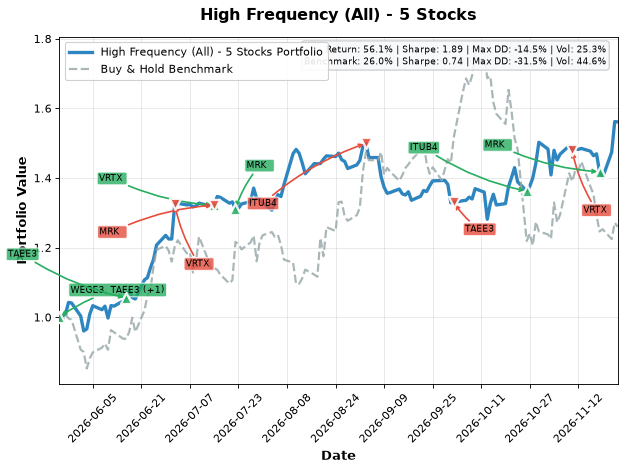 High Frequency (All) - 5 Stocks
High Frequency (All) - 5 Stocks Portfolio
Buy & Hold Benchmark
Return: 56.1% | Sharpe: 1.89 | Max DD: -14.5% | Vol: 25.3%
Benchmark: 26.0% | Sharpe: 0.74 | Max DD: -31.5% | Vol: 44.6%
Portfolio Value
1.8
1.6
1.4
1.2
1.0
ITUB4
MRK
MRK
VRTX
ITUB4
VRTX
MRK
TAEE3
TAEE3
VRTX
WEGE3, TAEE3 (+1)
2026-06-05
2026-06-21
2026-07-07
2026-07-23
2026-08-08
2026-08-24
2026-09-09
2026-09-25
2026-10-11
2026-10-27
2026-11-12
Date